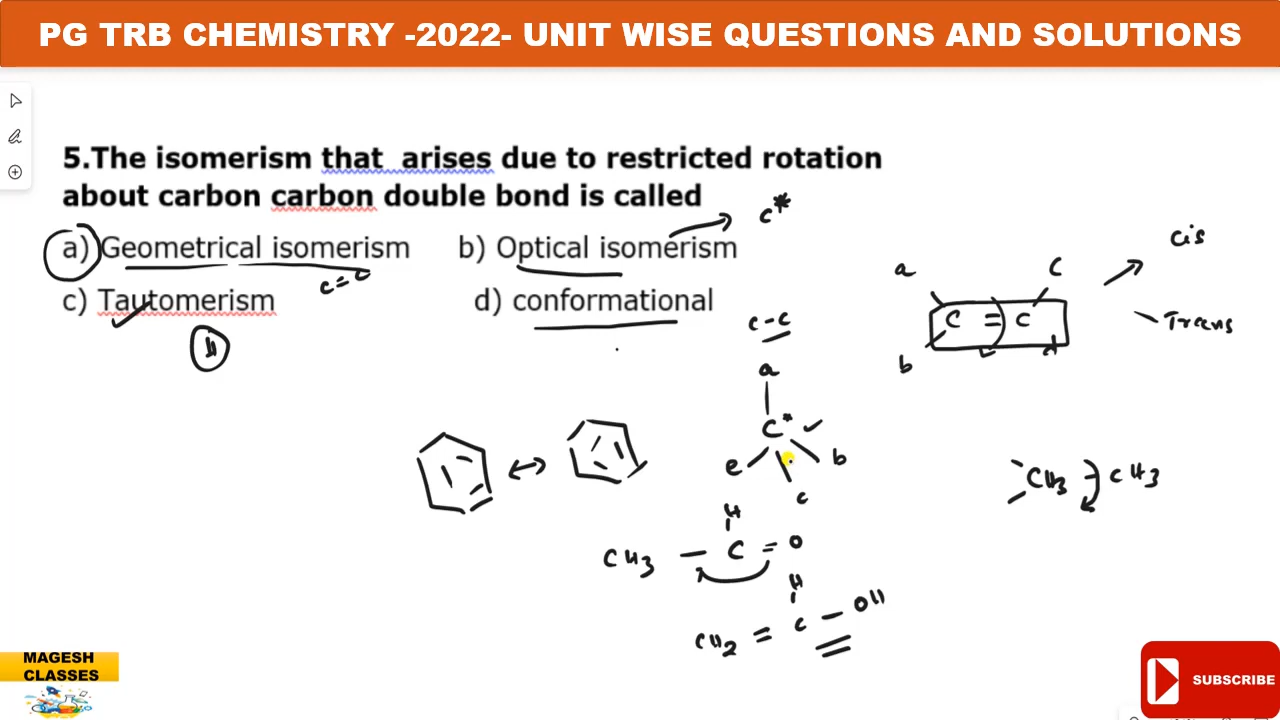 PG TRB CHEMISTRY -2022- UNIT WISE QUESTIONS AND SOLUTIONS
5.The isomerism that arises due to restricted rotation
about carbon carbon double bond is called
a) Geometrical isomerism b) Optical isomerism
c) Tautomerism d) conformational
c*
c=c
c-c
cis
Trans
a c
c = c
b d
a
C*
e b
c
H
CH3 - C = O
H
CH2 = c - OH
CH3 - CH3
H
MAGESH
CLASSES
SUBSCRIBE